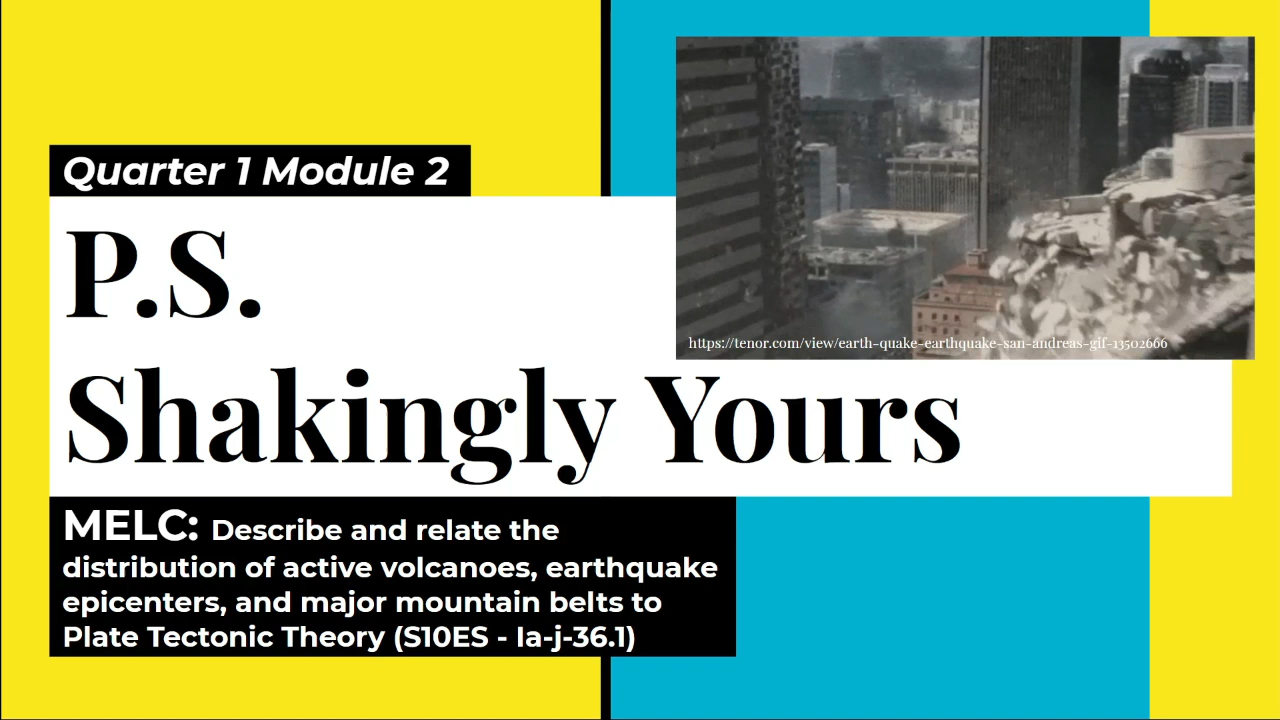 Quarter 1 Module 2
P.S.
Shakingly Yours
https://tenor.com/view/earth-quake-earthquake-san-andreas-gif-13502666
MELC: Describe and relate the
distribution of active volcanoes, earthquake
epicenters, and major mountain belts to
Plate Tectonic Theory (S10ES - Ia-j-36.1)